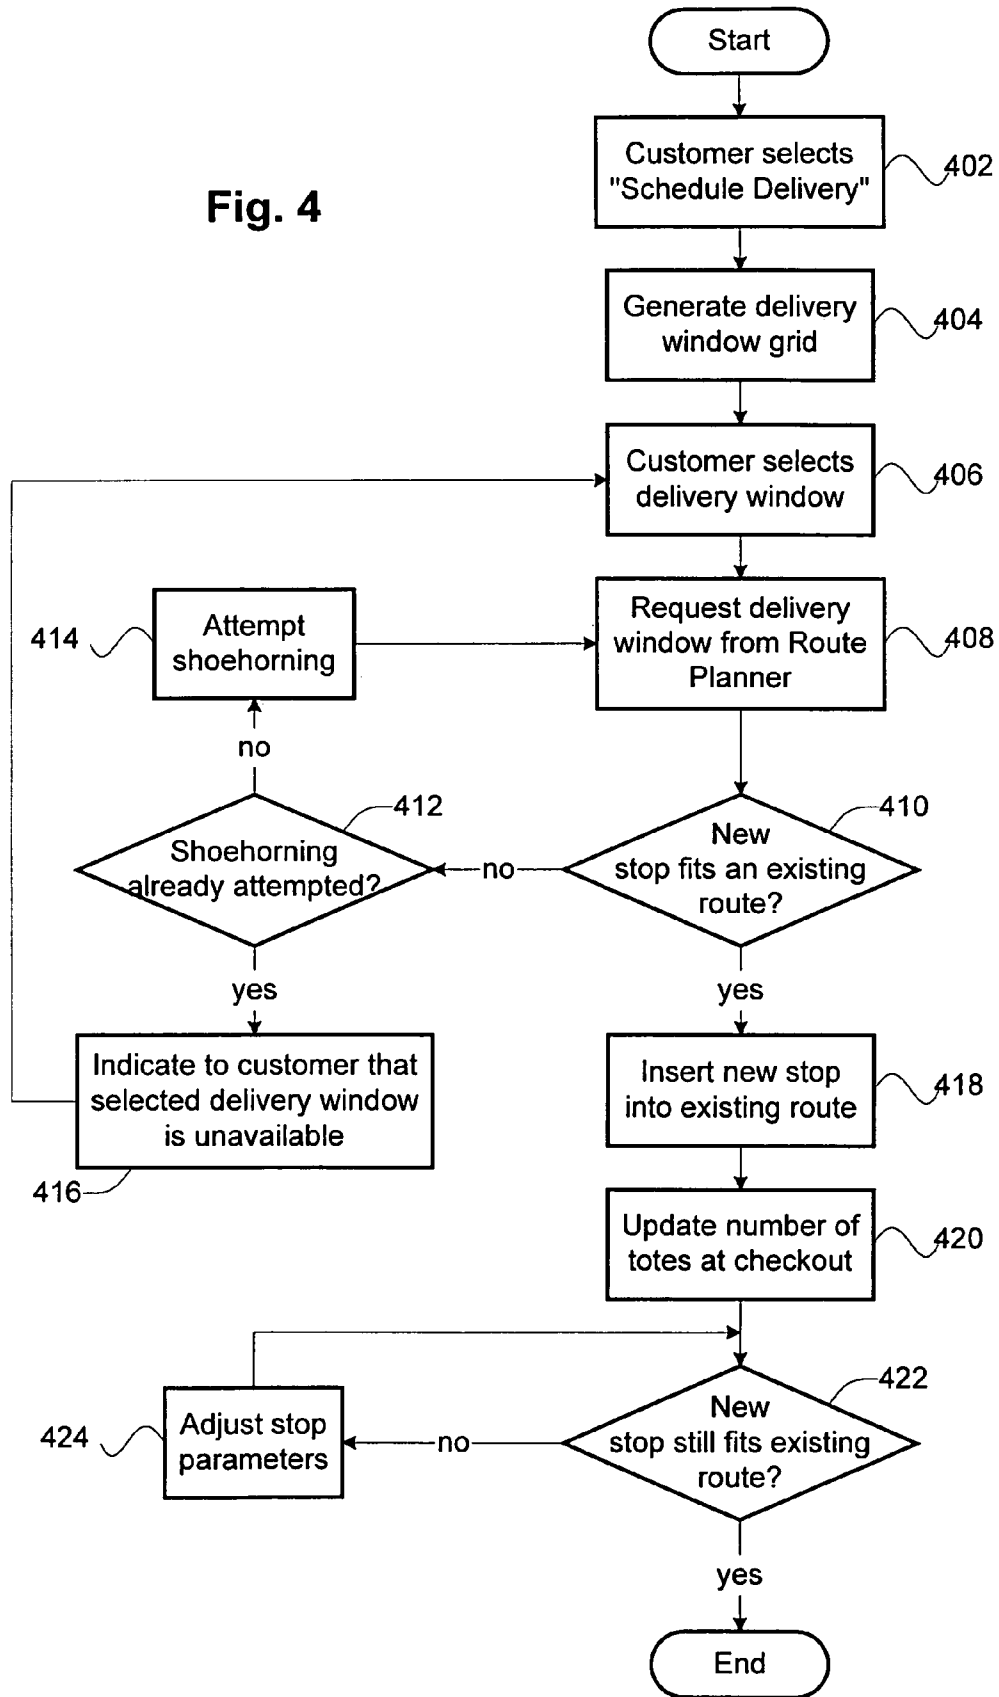 Start
Customer selects
"Schedule Delivery"
402
Fig. 4
Generate delivery
window grid
404
Customer selects
delivery window
406
Attempt
shoehorning
414
Request delivery
window from Route
Planner
408
no
412
410
Shoehorning
already attempted?
no
New
stop fits an existing
route?
yes
yes
Indicate to customer that
selected delivery window
is unavailable
416
Insert new stop
into existing route
418
Update number of
totes at checkout
420
422
424
Adjust stop
parameters
no
New
stop still fits existing
route?
yes
End